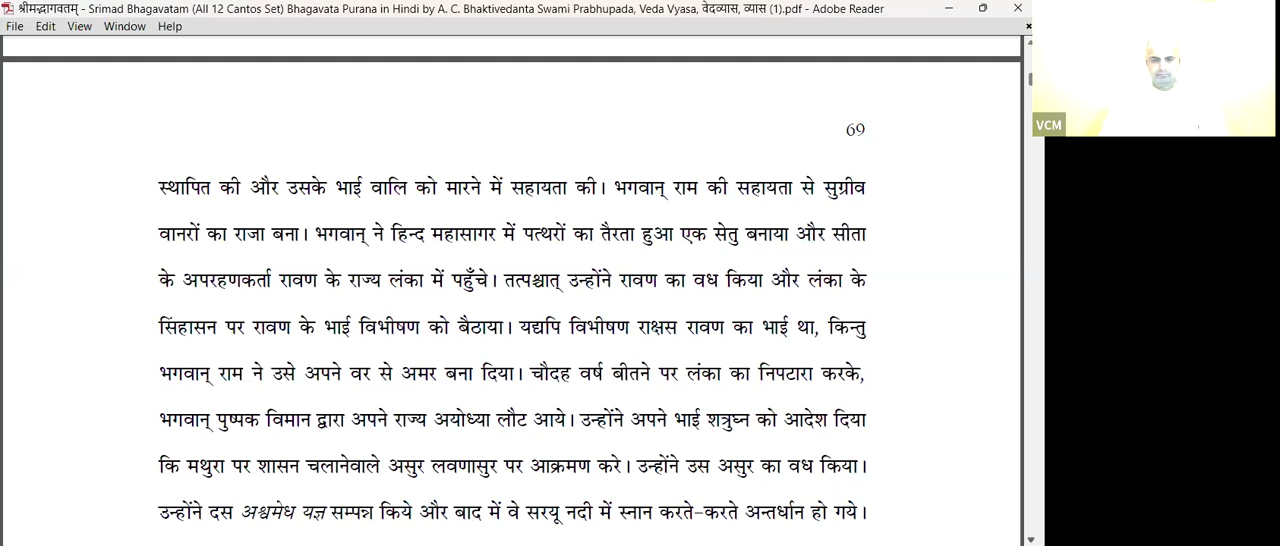 श्रीमद्भागवतम् - Srimad Bhagavatam (All 12 Cantos Set) Bhagavata Purana in Hindi by A. C. Bhaktivedanta Swami Prabhupada, Veda Vyasa, वेदव्यास, व्यास (1).pdf - Adobe Reader
File Edit View Window Help
VCM
69
स्थापित की और उसके भाई वालि को मारने में सहायता की। भगवान् राम की सहायता से सुग्रीव
वानरों का राजा बना। भगवान् ने हिन्द महासागर में पत्थरों का तैरता हुआ एक सेतु बनाया और सीता
के अपरहणकर्ता रावण के राज्य लंका में पहुँचे। तत्पश्चात् उन्होंने रावण का वध किया और लंका के
सिंहासन पर रावण के भाई विभीषण को बैठाया। यद्यपि विभीषण राक्षस रावण का भाई था, किन्तु
भगवान् राम ने उसे अपने वर से अमर बना दिया। चौदह वर्ष बीतने पर लंका का निपटारा करके,
भगवान् पुष्पक विमान द्वारा अपने राज्य अयोध्या लौट आये। उन्होंने अपने भाई शत्रुघ्न को आदेश दिया
कि मथुरा पर शासन चलानेवाले असुर लवणासुर पर आक्रमण करे। उन्होंने उस असुर का वध किया।
उन्होंने दस अश्वमेध यज्ञ सम्पन्न किये और बाद में वे सरयू नदी में स्नान करते-करते अन्तर्धान हो गये।